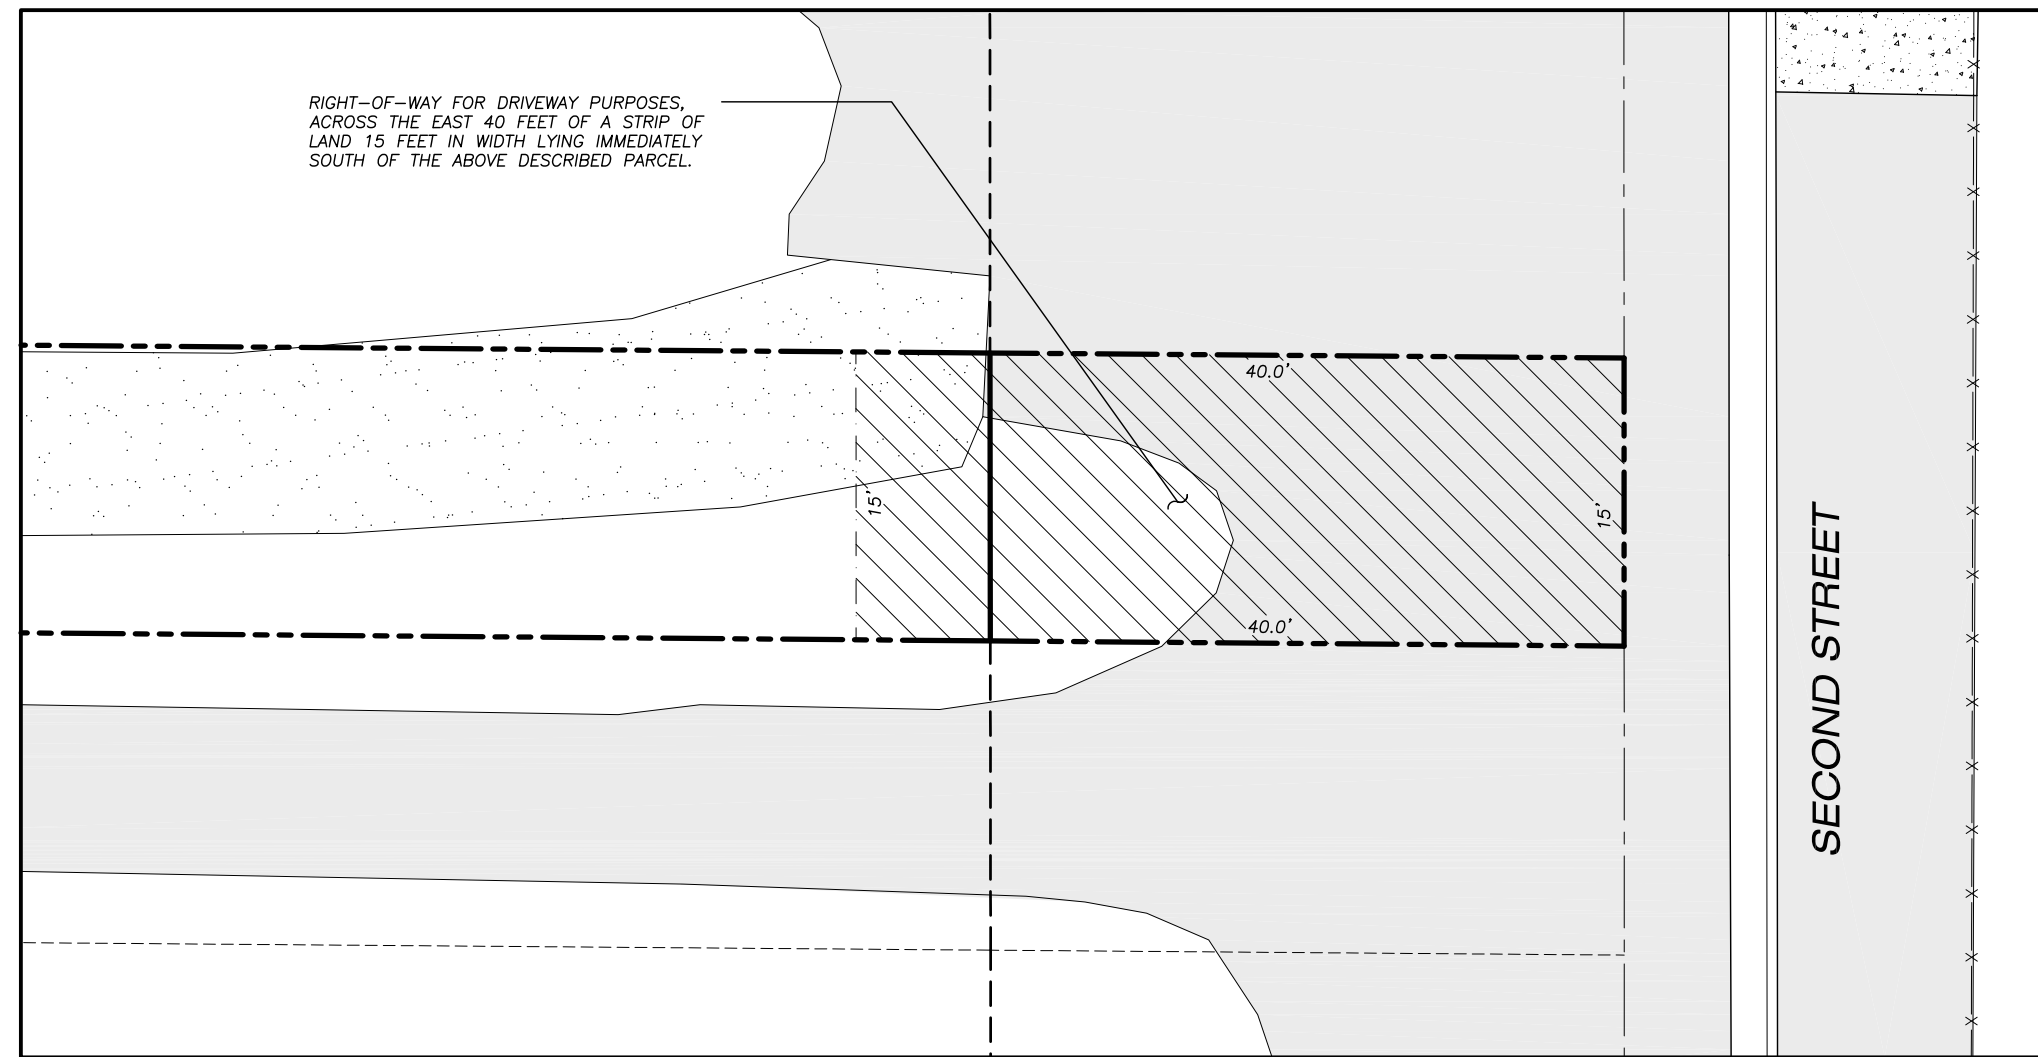 RIGHT-OF-WAY FOR DRIVEWAY PURPOSES,
ACROSS THE EAST 40 FEET OF A STRIP OF
LAND 15 FEET IN WIDTH LYING IMMEDIATELY
SOUTH OF THE ABOVE DESCRIBED PARCEL.
40.0'
15'
15'
40.0'
SECOND STREET